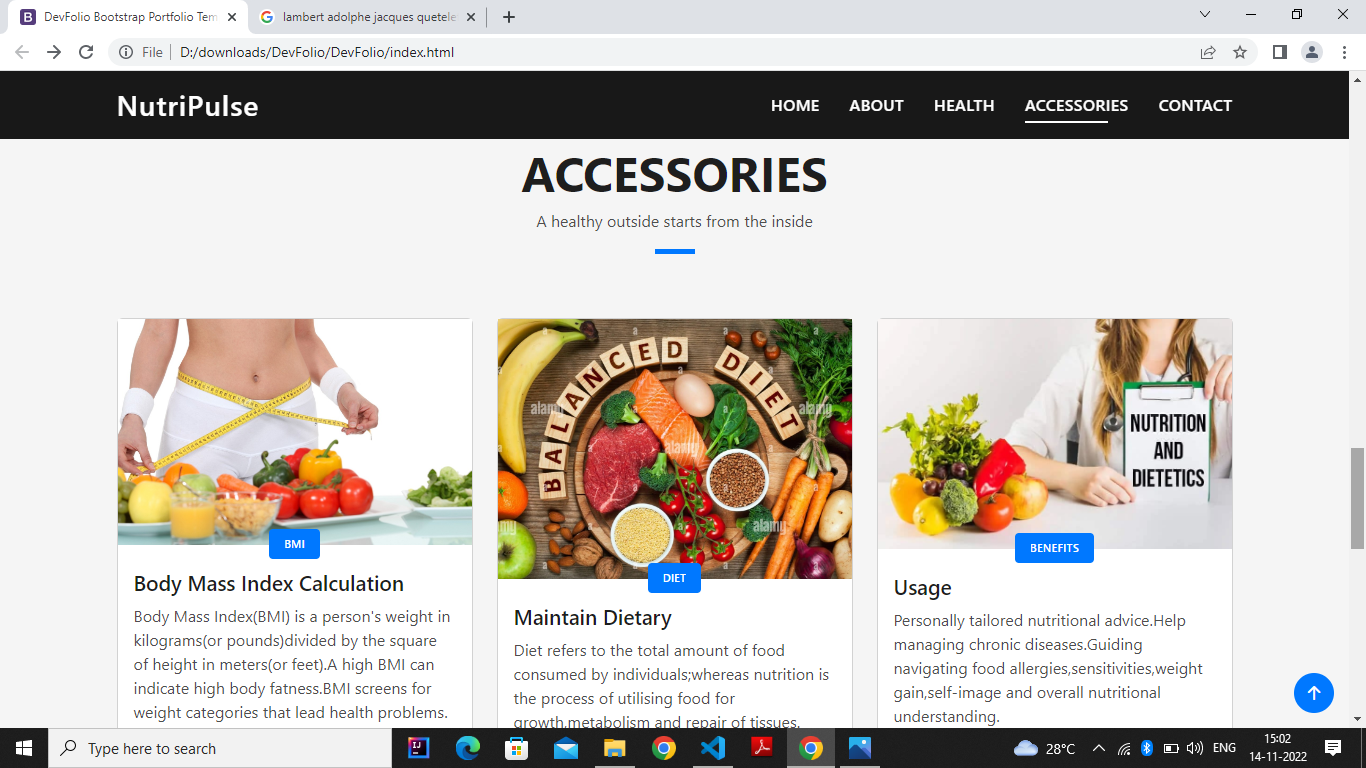 DevFolio Bootstrap Portfolio Tem
lambert adolphe jacques quetele
File
D:/downloads/DevFolio/DevFolio/index.html
NutriPulse
HOME
ABOUT
HEALTH
ACCESSORIES
CONTACT
ACCESSORIES
A healthy outside starts from the inside
BMI
Body Mass Index Calculation
Body Mass Index(BMI) is a person's weight in
kilograms(or pounds)divided by the square
of height in meters(or feet).A high BMI can
indicate high body fatness.BMI screens for
weight categories that lead health problems.
BALANCED DIET
alamy
alamy
alamy
alamy
alamy
DIET
Maintain Dietary
Diet refers to the total amount of food
consumed by individuals;whereas nutrition is
the process of utilising food for
growth,metabolism and repair of tissues.
NUTRITION
AND
DIETETICS
BENEFITS
Usage
Personally tailored nutritional advice.Help
managing chronic diseases.Guiding
navigating food allergies,sensitivities,weight
gain,self-image and overall nutritional
understanding.
Type here to search
28°C
ENG
15:02
14-11-2022